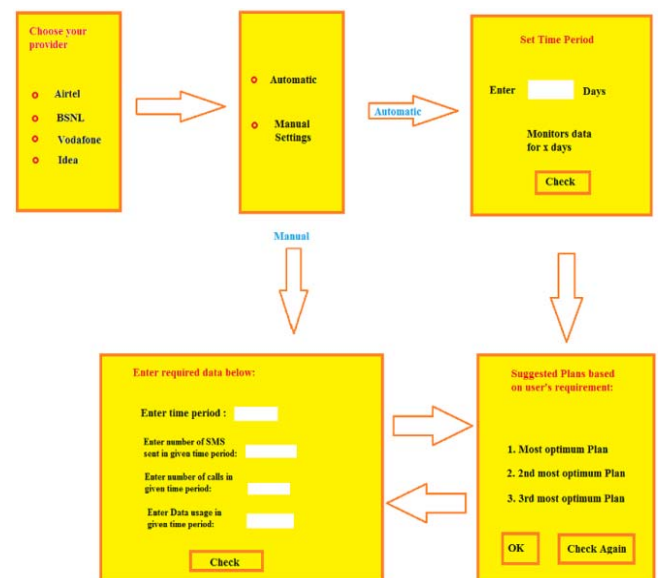 Choose your
provider
Airtel
BSNL
Vodafone
Idea
Automatic
Manual
Settings
Automatic
Set Time Period
Enter Days
Monitors data
for x days
Check
Manual
Enter required data below:
Enter time period :
Enter number of SMS
sent in given time period:
Enter number of calls in
given time period:
Enter Data usage in
given time period:
Check
Suggested Plans based
on user's requirement:
1. Most optimum Plan
2. 2nd most optimum Plan
3. 3rd most optimum Plan
OK Check Again